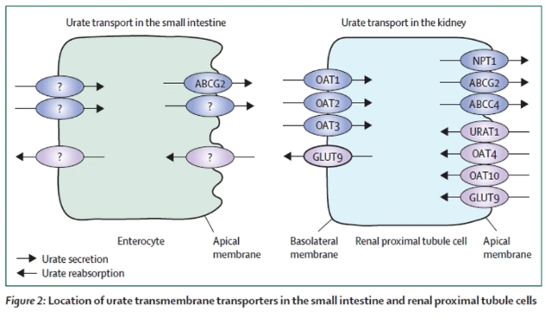 Urate transport in the small intestine
Urate transport in the kidney
?
?
?
ABCG2
?
?
Enterocyte
Apical
membrane
OAT1
OAT2
OAT3
GLUT9
NPT1
ABCG2
ABCC4
URAT1
OAT4
OAT10
GLUT9
Basolateral
membrane
Renal proximal tubule cell
Apical
membrane
Urate secretion
Urate reabsorption
Figure 2: Location of urate transmembrane transporters in the small intestine and renal proximal tubule cells